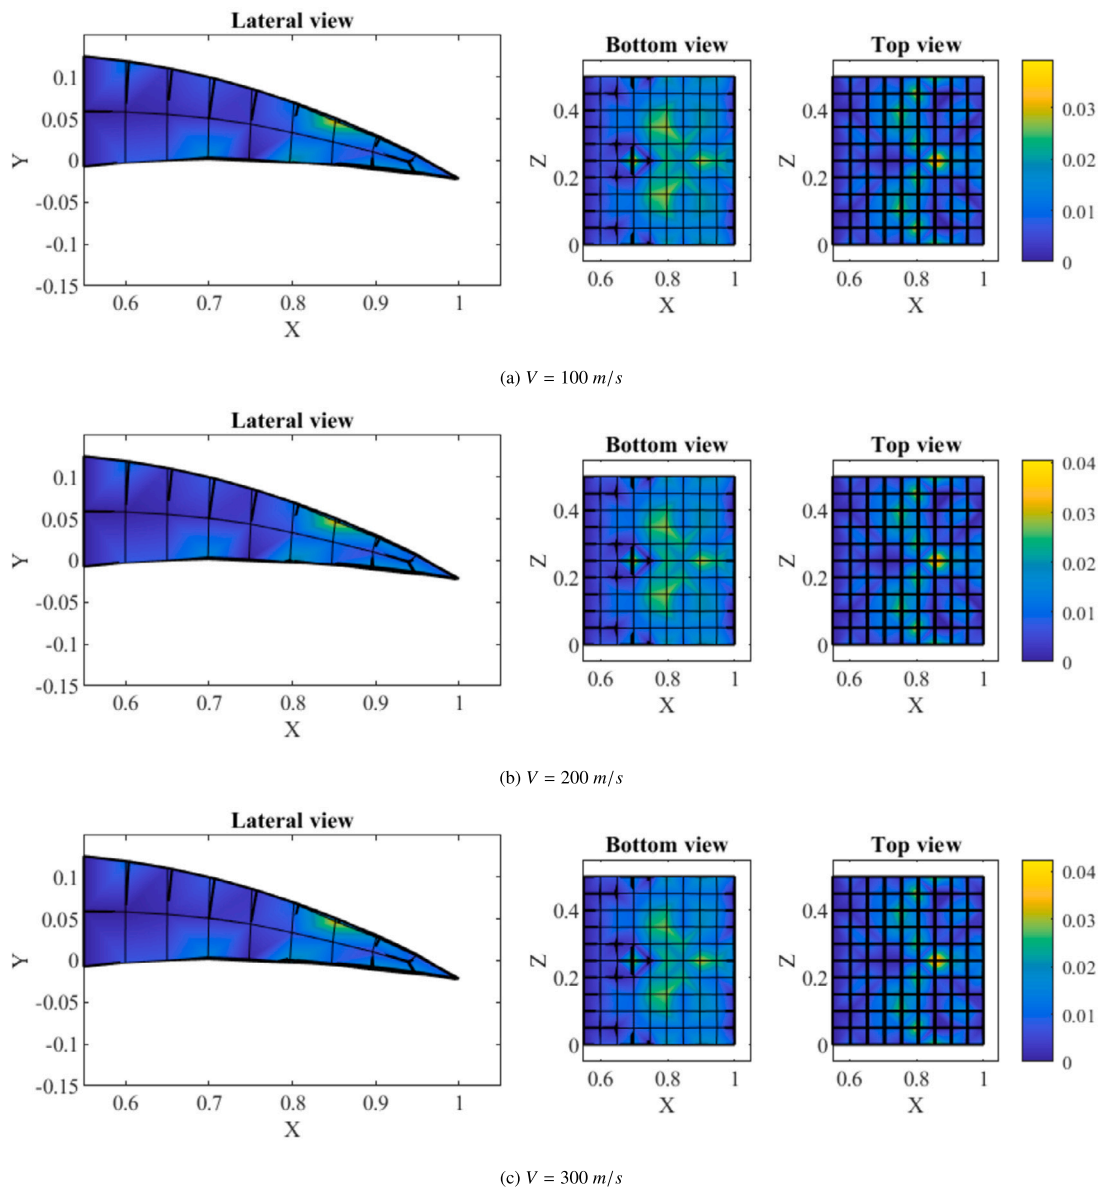 Lateral view
Bottom view
Top view
0.1
0.05
0
-0.05
-0.1
-0.15
Y
0.6
0.7
0.8
0.9
1
X
0.4
0.2
0
Z
0.6
0.8
1
X
0.4
0.2
0
Z
0.6
0.8
1
X
0.03
0.02
0.01
0
(a) V = 100 m/s
Lateral view
Bottom view
Top view
0.1
0.05
0
-0.05
-0.1
-0.15
Y
0.6
0.7
0.8
0.9
1
X
0.4
0.2
0
Z
0.6
0.8
1
X
0.4
0.2
0
Z
0.6
0.8
1
X
0.04
0.03
0.02
0.01
0
(b) V = 200 m/s
Lateral view
Bottom view
Top view
0.1
0.05
0
-0.05
-0.1
-0.15
Y
0.6
0.7
0.8
0.9
1
X
0.4
0.2
0
Z
0.6
0.8
1
X
0.4
0.2
0
Z
0.6
0.8
1
X
0.04
0.03
0.02
0.01
0
(c) V = 300 m/s